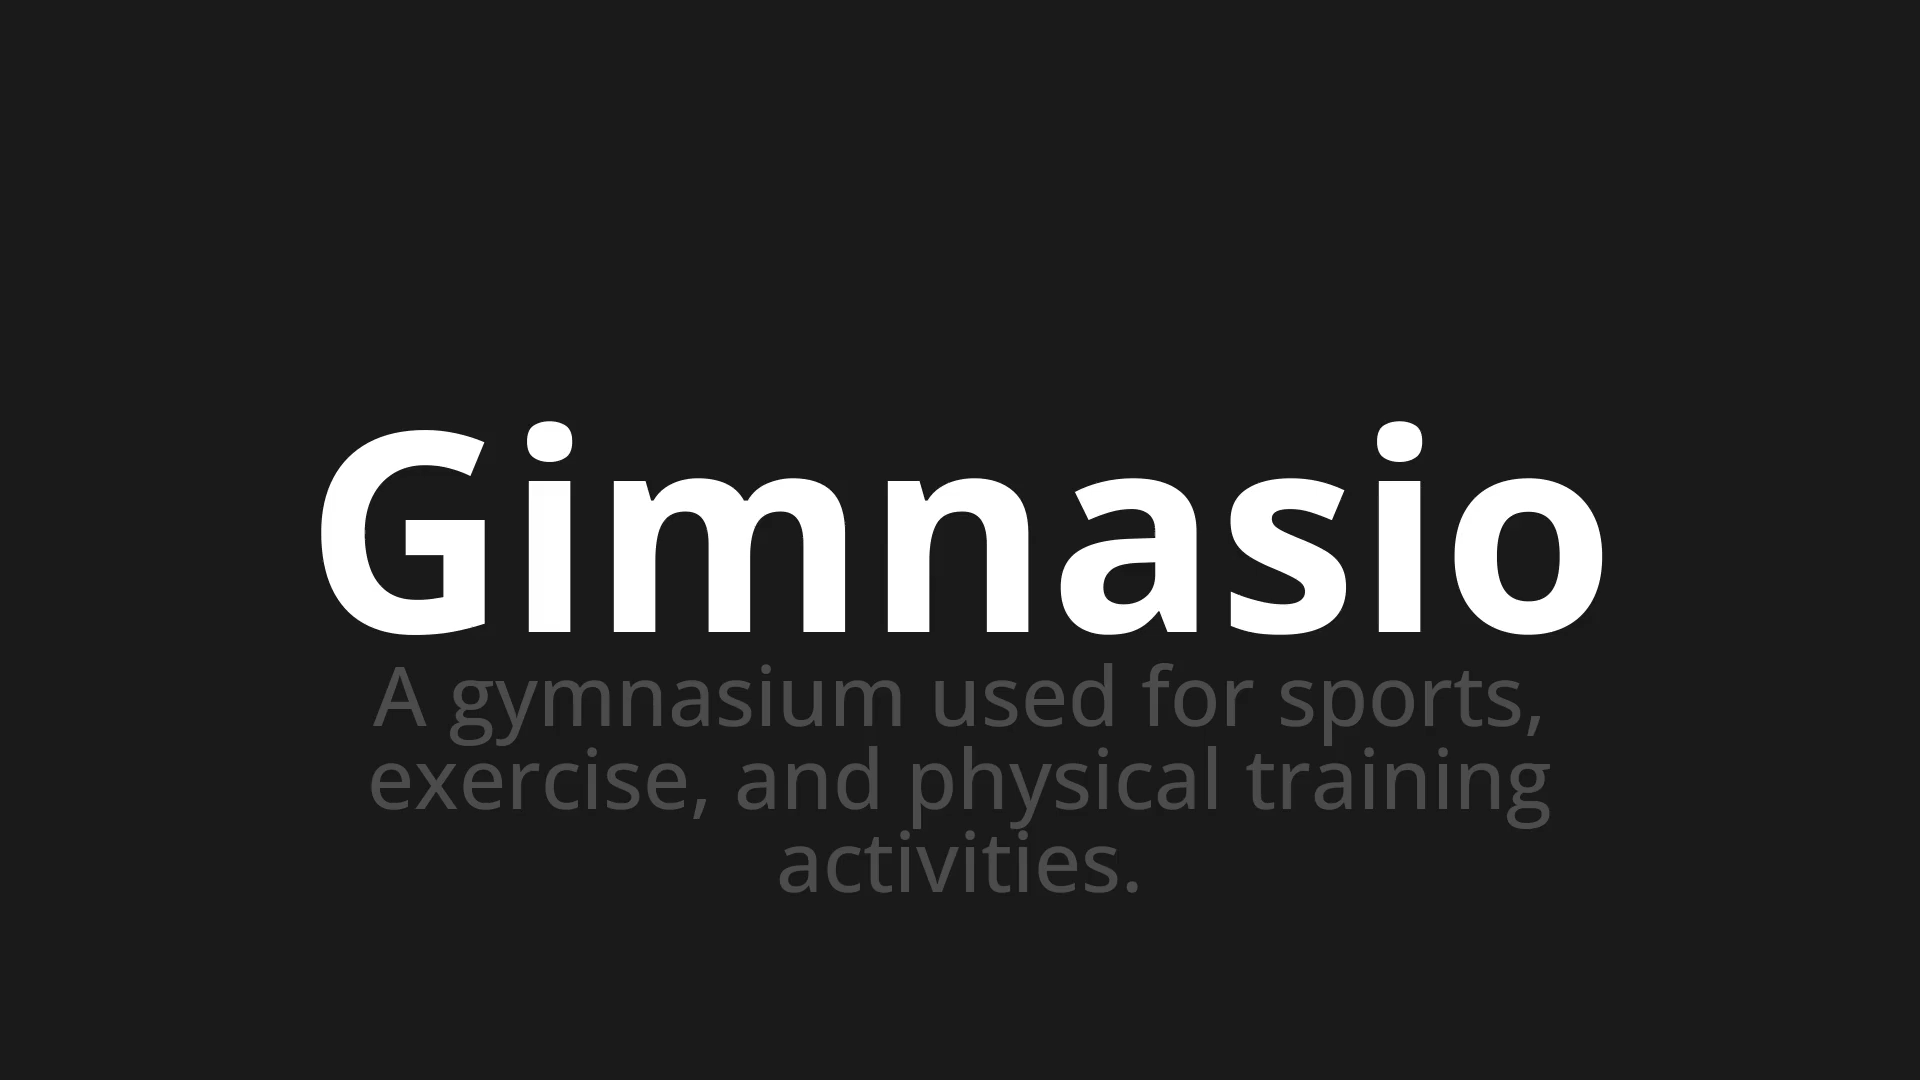 Gimnasio
A gymnasium used for sports,
exercise, and physical training
activities.